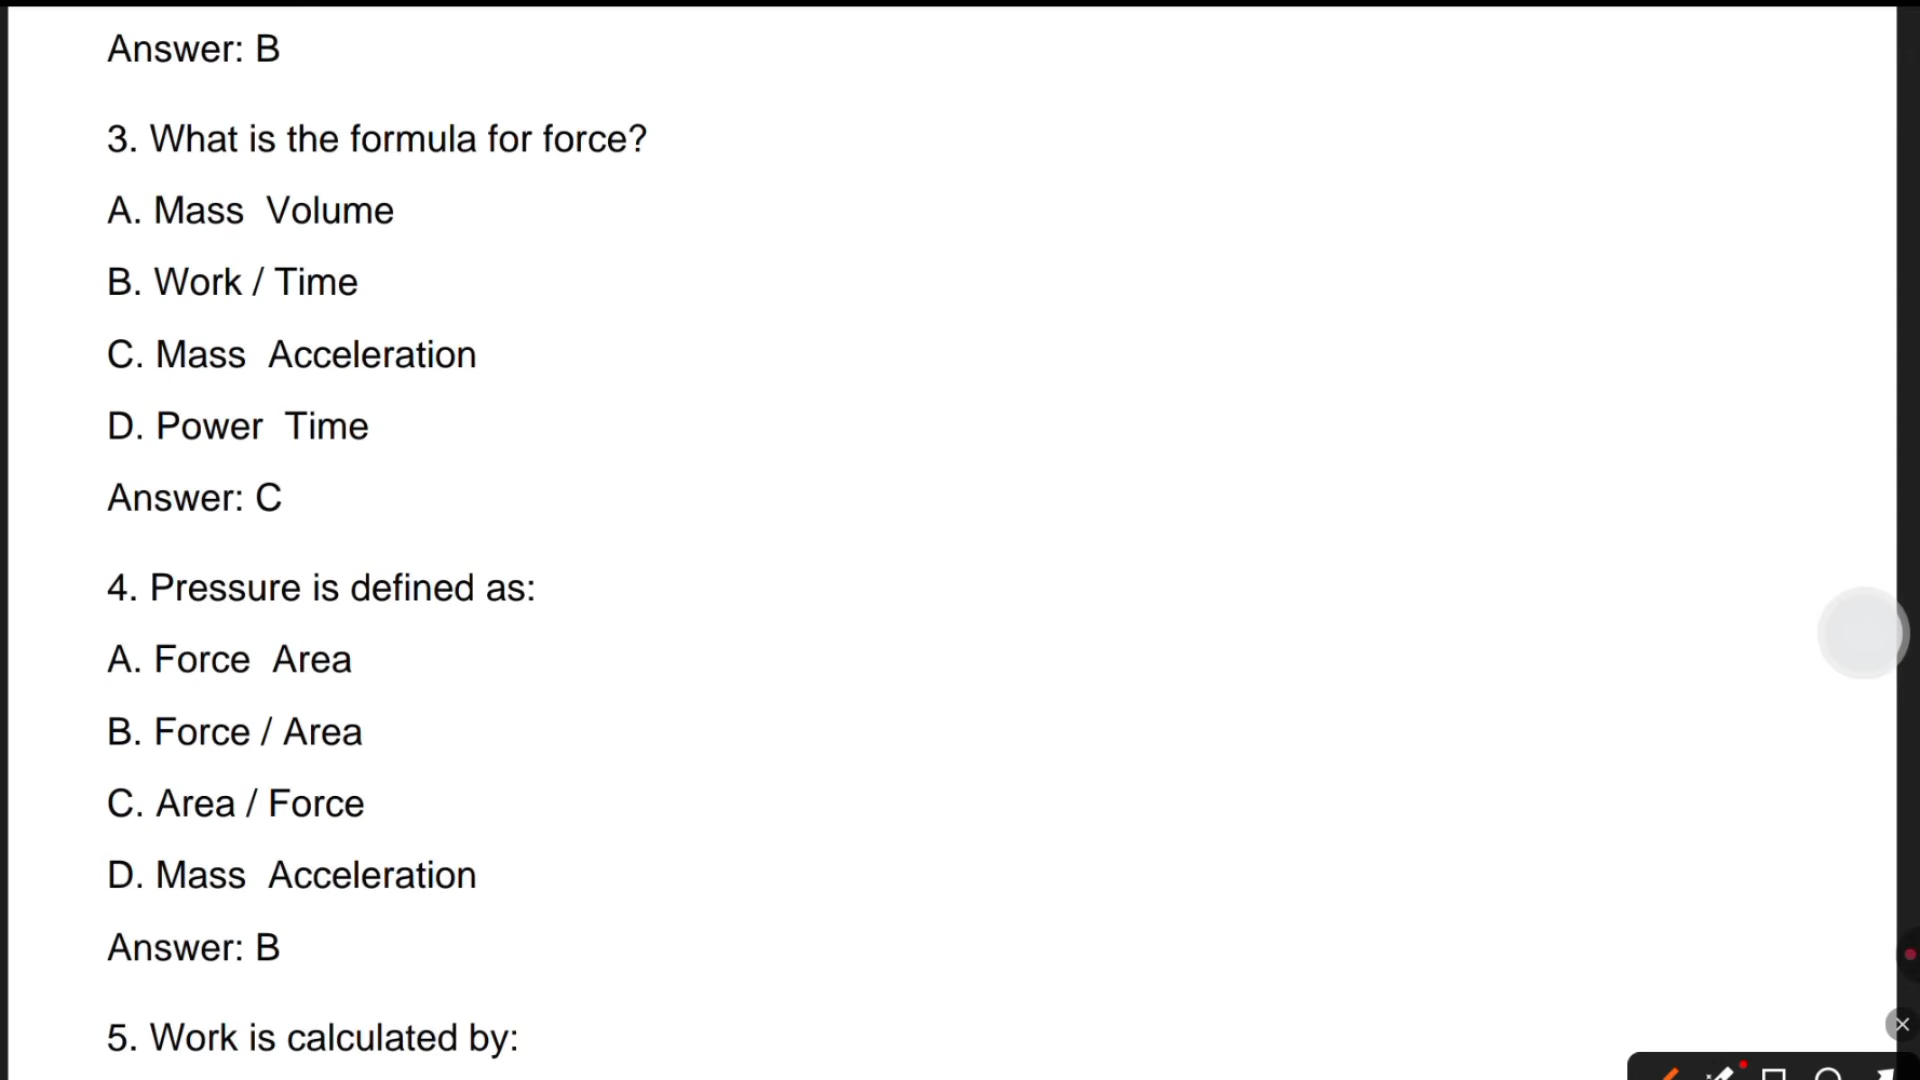 Answer: B
3. What is the formula for force?
A. Mass  Volume
B. Work / Time
C. Mass  Acceleration
D. Power  Time
Answer: C
4. Pressure is defined as:
A. Force  Area
B. Force / Area
C. Area / Force
D. Mass  Acceleration
Answer: B
5. Work is calculated by: